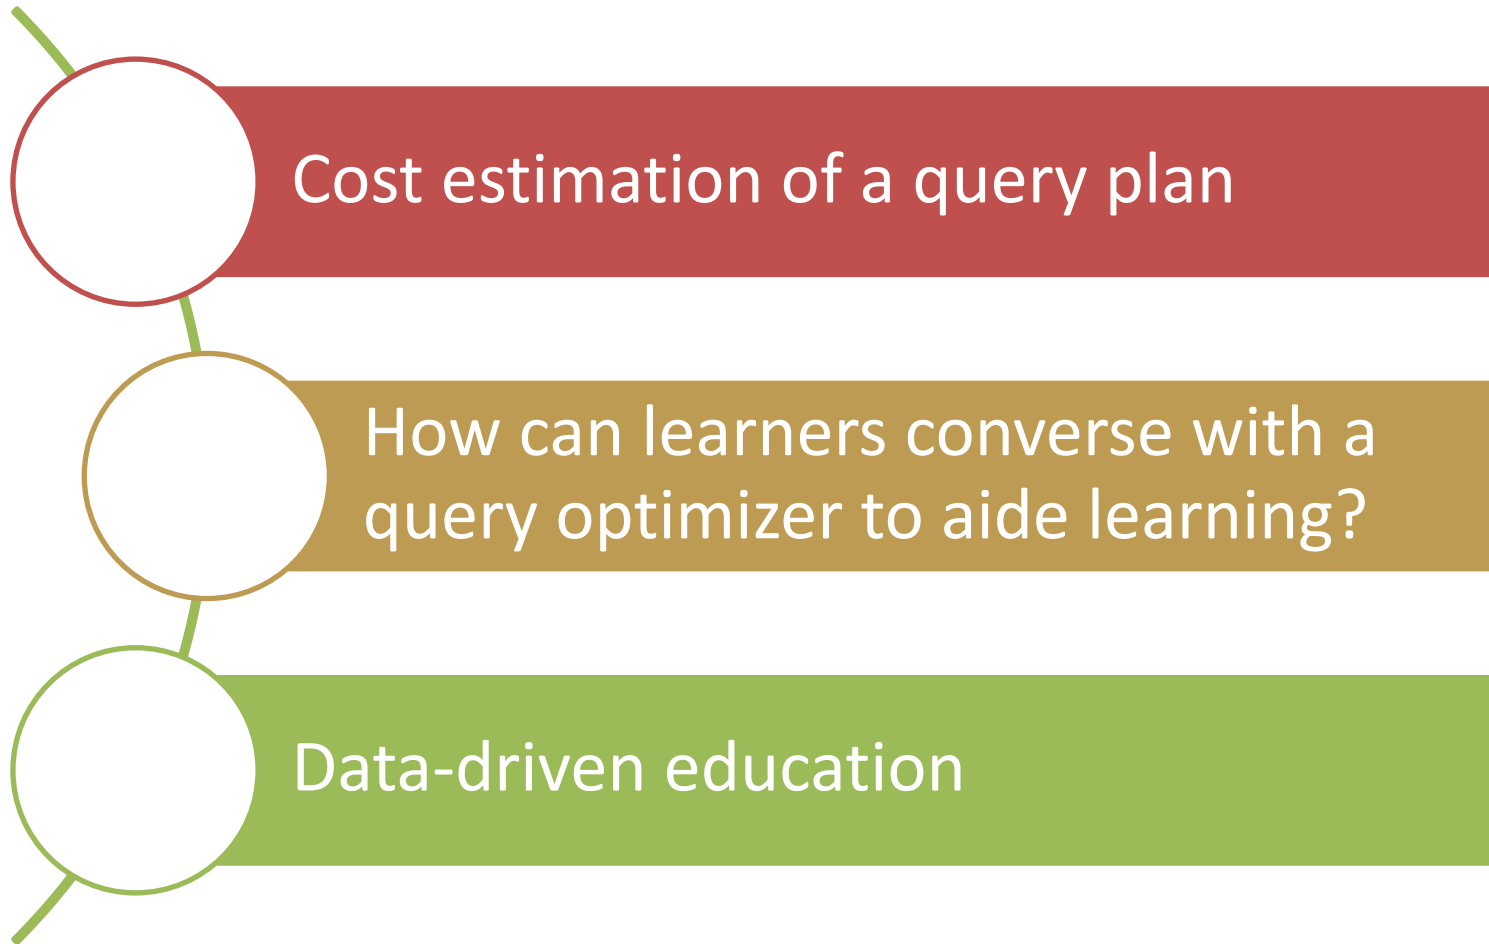 Cost estimation of a query plan
How can learners converse with a
query optimizer to aide learning?
Data-driven education